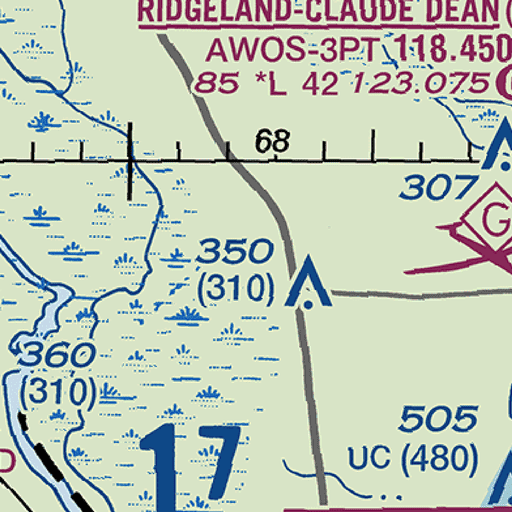 RIDGELAND-CLAUDE DEAN (
AWOS-3PT 118.450
85 *L 42 123.075 C
68
307
G
350
(310)
360
(310)
505
UC (480)
17
D